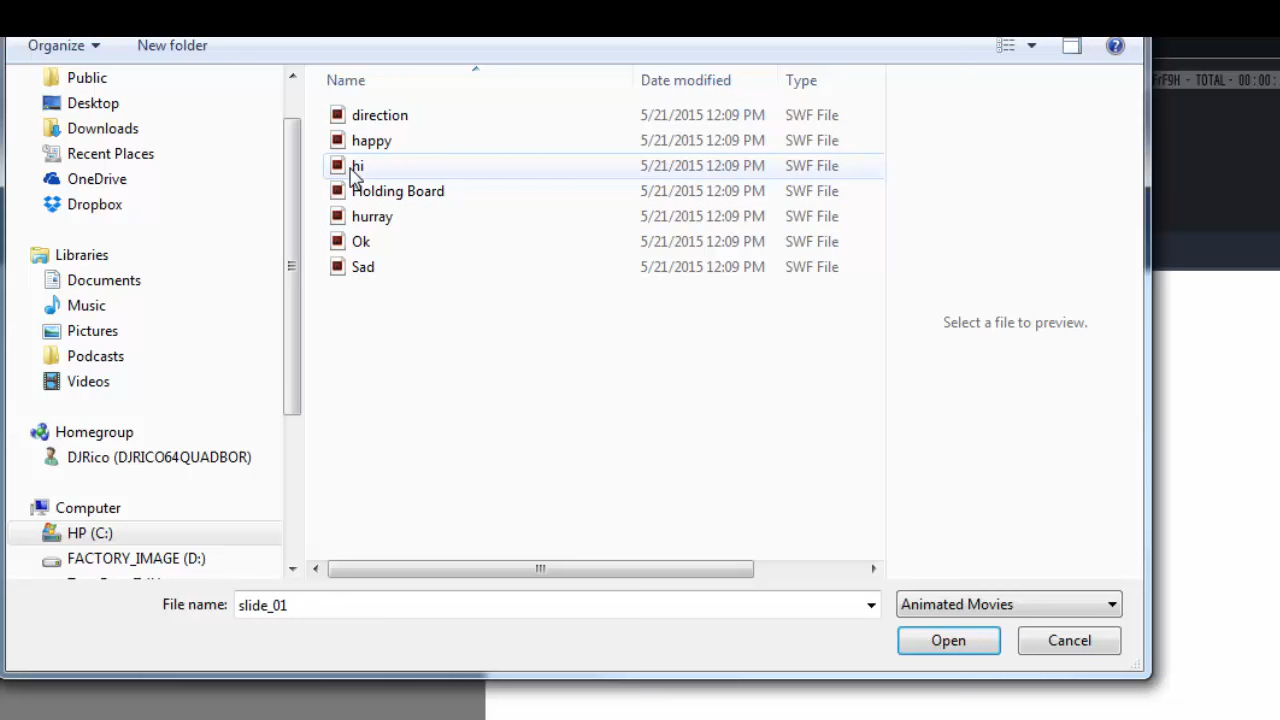 Organize New folder
FrF9H - TOTAL - 00:00:
Name Date modified Type
Public
Desktop
Downloads
Recent Places
OneDrive
Dropbox
Libraries
Documents
Music
Pictures
Podcasts
Videos
Homegroup
DJRico (DJRICO64QUADBOR)
Computer
HP (C:)
FACTORY_IMAGE (D:)
direction 5/21/2015 12:09 PM SWF File
happy 5/21/2015 12:09 PM SWF File
hi 5/21/2015 12:09 PM SWF File
Holding Board 5/21/2015 12:09 PM SWF File
hurray 5/21/2015 12:09 PM SWF File
Ok 5/21/2015 12:09 PM SWF File
Sad 5/21/2015 12:09 PM SWF File
Select a file to preview.
File name: slide_01 Animated Movies
Open Cancel